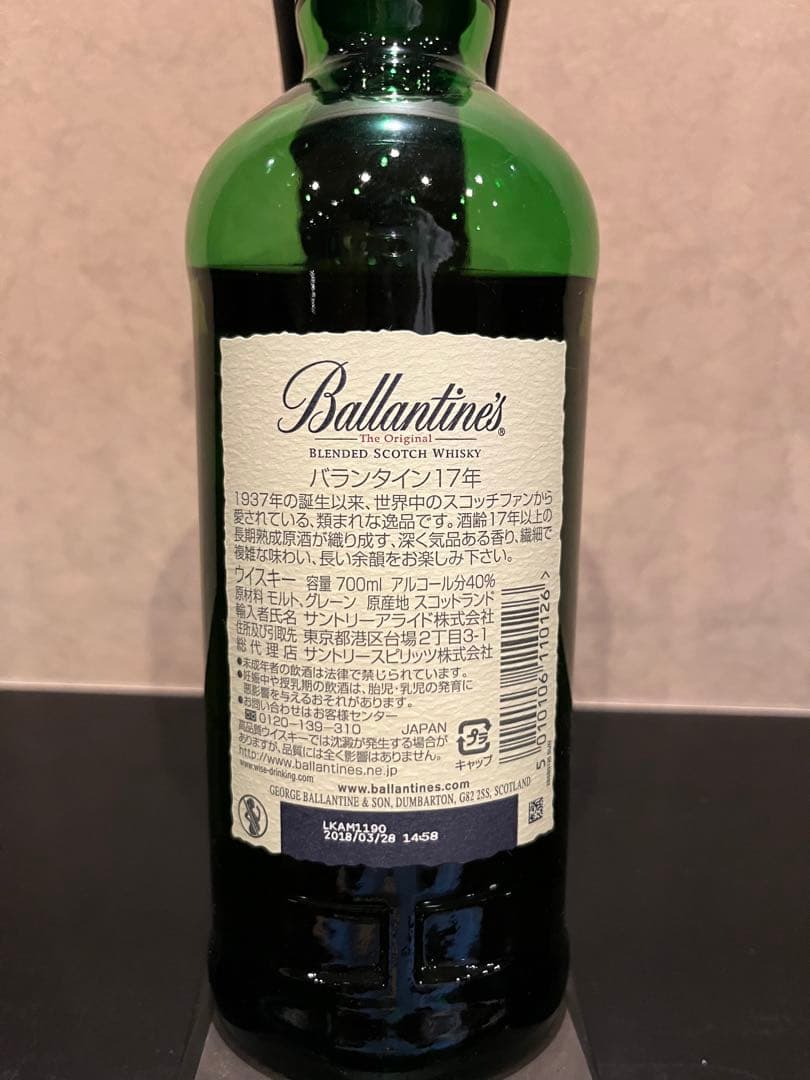 Ballantine's®
The Original
BLENDED SCOTCH WHISKY
バランタイン17年
1937年の誕生以来、世界中のスコッチファンから
愛されている、類まれな逸品です。酒齢17年以上の
長期熟成原酒が織り成す、深く気品ある香り、繊細で
複雑な味わい、長い余韻をお楽しみ下さい。
ウイスキー 容量 700ml アルコール分40%
原材料 モルト、グレーン 原産地 スコットランド
輸入者氏名 サントリーアライド株式会社
住所及び引取先 東京都港区台場2丁目3-1
総代理店 サントリースピリッツ株式会社
●未成年者の飲酒は法律で禁じられています。
●妊娠中や授乳期の飲酒は、胎児・乳児の発育に
悪影響を与えるおそれがあります。
●お問い合わせはお客様センター
0120-139-310 JAPAN
高品質ウイスキーでは沈澱が発生する場合が
ありますが、品質には全く影響はありません。
http://www.ballantines.ne.jp
www.wise-drinking.com
プラ
キャップ
5 010106 110126 >
www.ballantines.com
GEORGE BALLANTINE & SON, DUMBARTON, G82 2SS, SCOTLAND
LKAM1190
2018/03/28 14:58